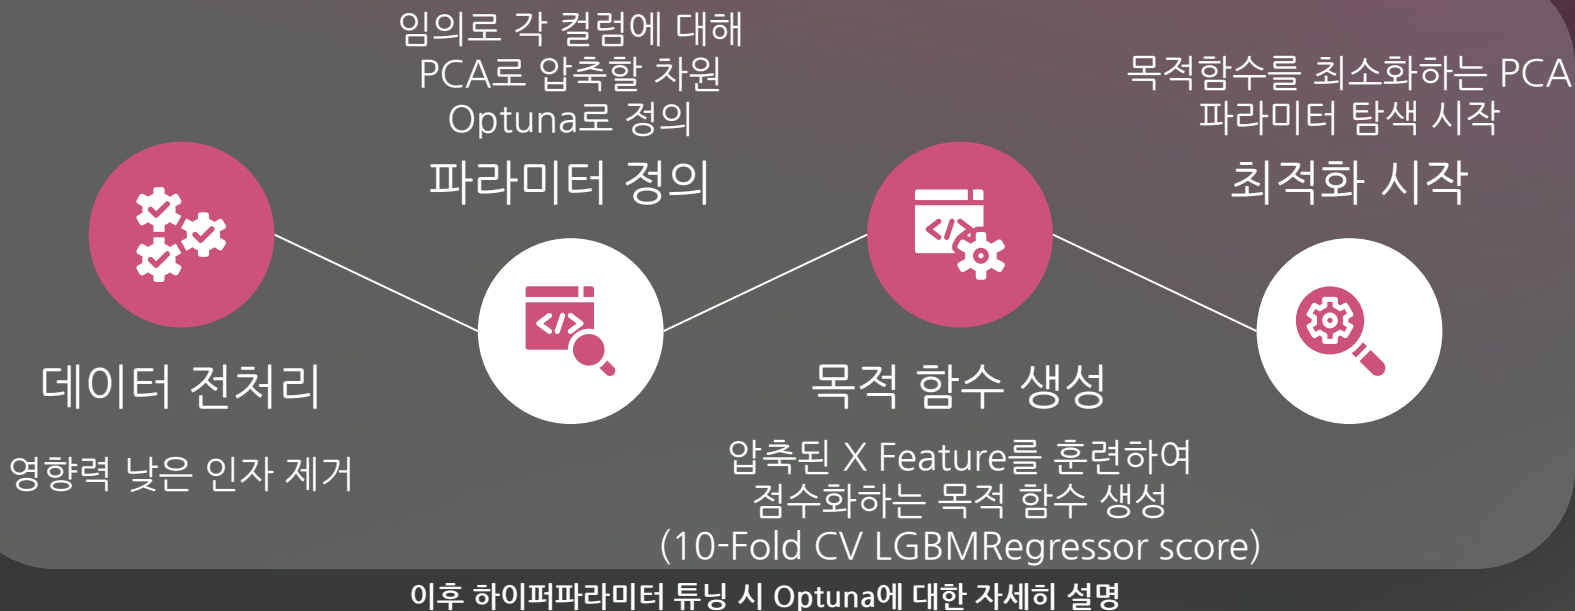 데이터 전처리
영향력 낮은 인자 제거
임의로 각 컬럼에 대해
PCA로 압축할 차원
Optuna로 정의
파라미터 정의
</>
</>
목적 함수 생성
압축된 X Feature를 훈련하여
점수화하는 목적 함수 생성
(10-Fold CV LGBMRegressor score)
목적함수를 최소화하는 PCA
파라미터 탐색 시작
최적화 시작
이후 하이퍼파라미터 튜닝 시 Optuna에 대한 자세히 설명